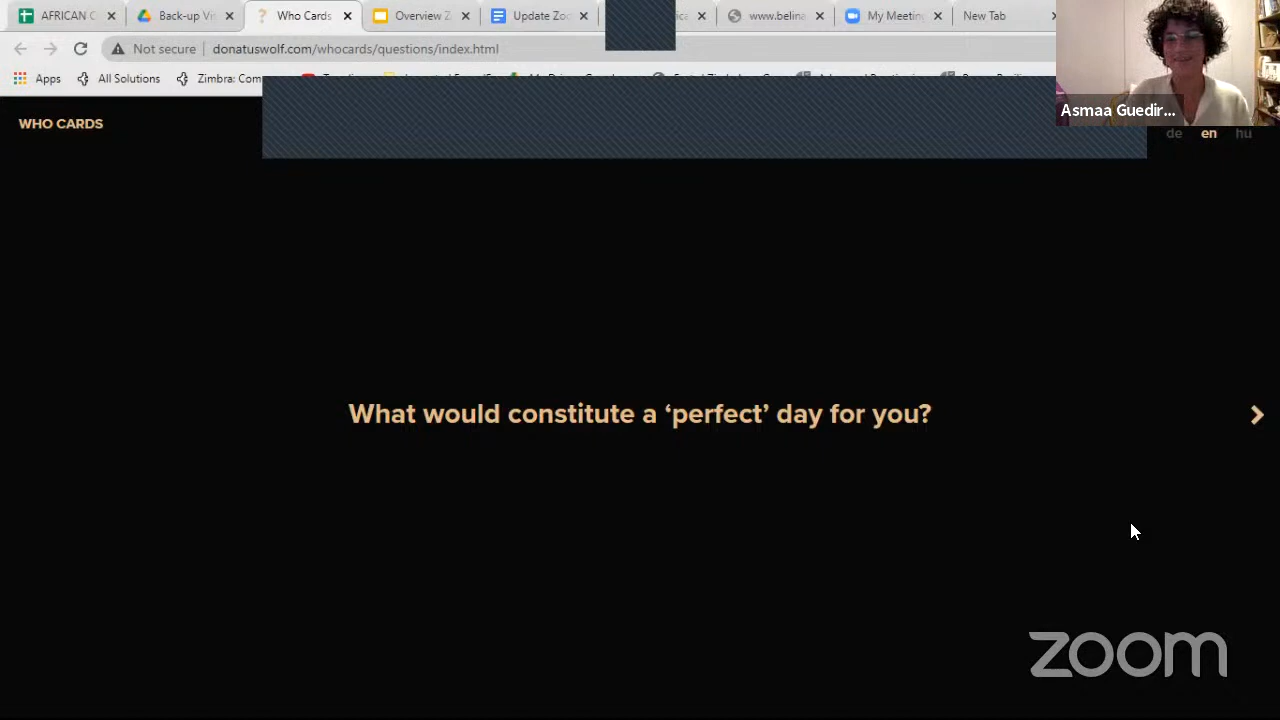 AFRICAN C
Back-up Vi
Who Cards
Overview Z
Update Zoo
www.belina
My Meetin
New Tab
Not secure
donatuswolf.com/whocards/questions/index.html
Apps
All Solutions
Zimbra: Com
Asmaa Guedir...
WHO CARDS
de en hu
What would constitute a ‘perfect’ day for you?
zoom